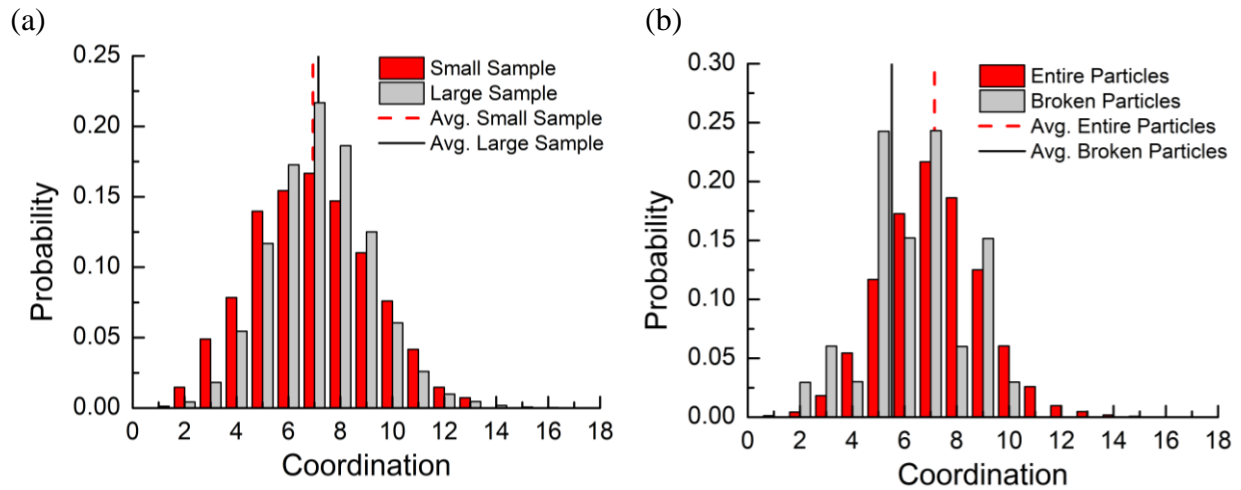 (a)
Probability
0.25
0.20
0.15
0.10
0.05
0.00
Small Sample
Large Sample
Avg. Small Sample
Avg. Large Sample
0 2 4 6 8 10 12 14 16 18
Coordination
(b)
Probability
0.30
0.25
0.20
0.15
0.10
0.05
0.00
Entire Particles
Broken Particles
Avg. Entire Particles
Avg. Broken Particles
0 2 4 6 8 10 12 14 16 18
Coordination